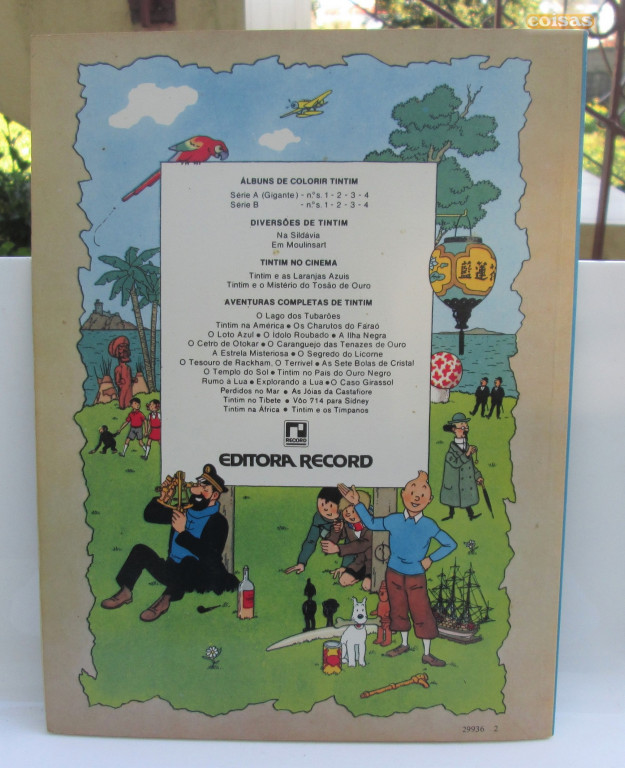 coisas
ÁLBUNS DE COLORIR TINTIM
Série A (Gigante) - n.ºs. 1 - 2 - 3 - 4
Série B - n.ºs. 1 - 2 - 3 - 4
DIVERSÕES DE TINTIM
Na Sildávia
Em Moulinsart
TINTIM NO CINEMA
Tintim e as Laranjas Azuis
Tintim e o Mistério do Tosão de Ouro
AVENTURAS COMPLETAS DE TINTIM
O Lago dos Tubarões
Tintim na América ● Os Charutos do Faraó
O Loto Azul ● O Ídolo Roubado ● A Ilha Negra
O Cetro de Otokar ● O Caranguejo das Tenazes de Ouro
A Estrela Misteriosa ● O Segredo do Licorne
O Tesouro de Rackham, O Terrível ● As Sete Bolas de Cristal
O Templo do Sol ● Tintim no País do Ouro Negro
Rumo à Lua ● Explorando a Lua ● O Caso Girassol
Perdidos no Mar ● As Jóias da Castafiore
Tintim no Tibete ● Vôo 714 para Sidney
Tintim na África ● Tintim e os Tímpanos
RECORD
EDITORA RECORD
藍蓮
29936 2